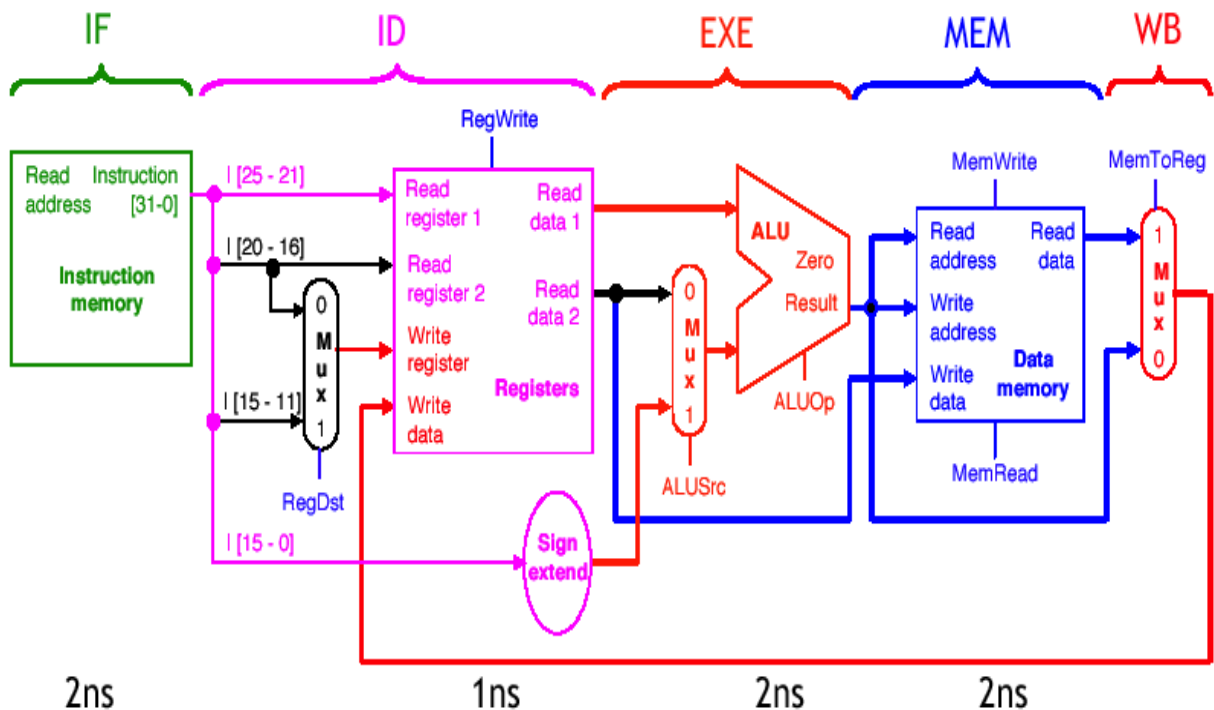 IF
ID
EXE
MEM
WB
RegWrite
MemWrite
MemToReg
Read address
Instruction [31-0]
Instruction memory
I [25 - 21]
I [20 - 16]
I [15 - 11]
I [15 - 0]
0
M
u
x
1
RegDst
Read
register 1
Read
register 2
Write
register
Write
data
Read
data 1
Read
data 2
Registers
Sign
extend
0
M
u
x
1
ALUSrc
ALU
Zero
Result
ALUOp
Read
address
Write
address
Write
data
Read
data
Data
memory
MemRead
1
M
u
x
0
2ns
1ns
2ns
2ns